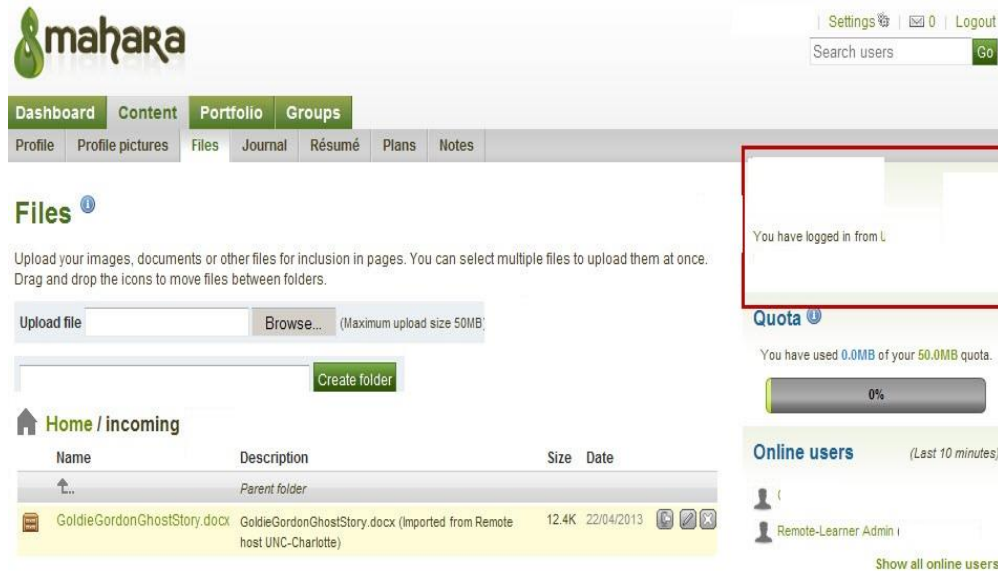 mahara
Settings | 0 | Logout
Search users Go
Dashboard Content Portfolio Groups
Profile Profile pictures Files Journal Résumé Plans Notes
Files
Upload your images, documents or other files for inclusion in pages. You can select multiple files to upload them at once.
Drag and drop the icons to move files between folders.
Upload file Browse... (Maximum upload size 50MB)
Create folder
Home / incoming
Name Description Size Date
.. Parent folder
GoldieGordonGhostStory.docx GoldieGordonGhostStory.docx (Imported from Remote 12.4K 22/04/2013
host UNC-Charlotte)
You have logged in from
Quota
You have used 0.0MB of your 50.0MB quota.
0%
Online users (Last 10 minutes)
(
Remote-Learner Admin (
Show all online users